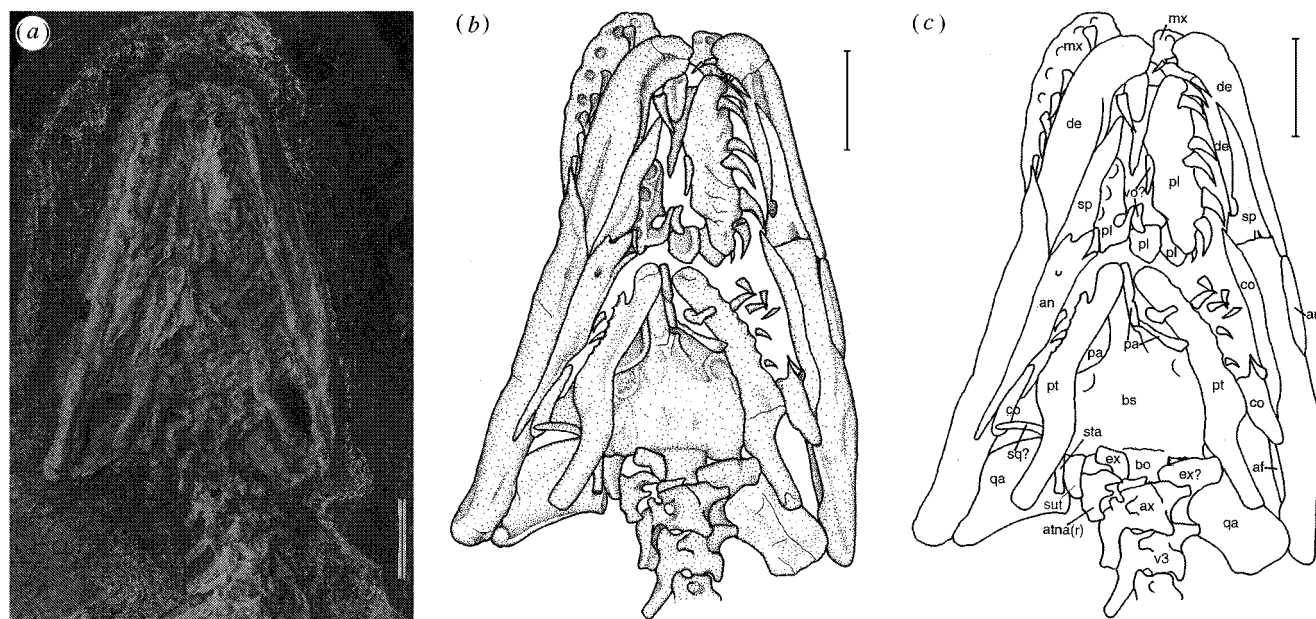 a
(b)
(c)
mx
mx
de
de
de
vo?
pl
sp
sp
pl
pl
pl
an
co
pa
pa
pt
pt
bs
co
co
sta
sq?
ex
bo
ex?
af
qa
sut
ax
qa
atna(r)
v3